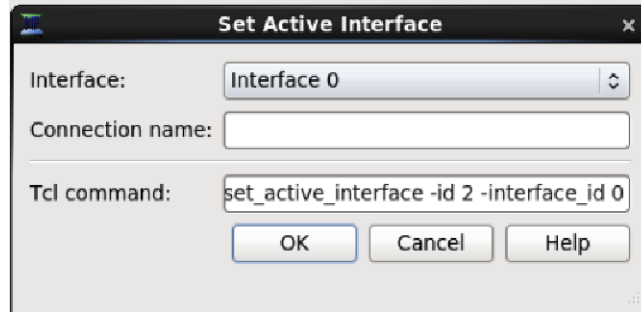 Set Active Interface
Interface: Interface 0
Connection name:
Tcl command: set_active_interface -id 2 -interface_id 0
OK Cancel Help